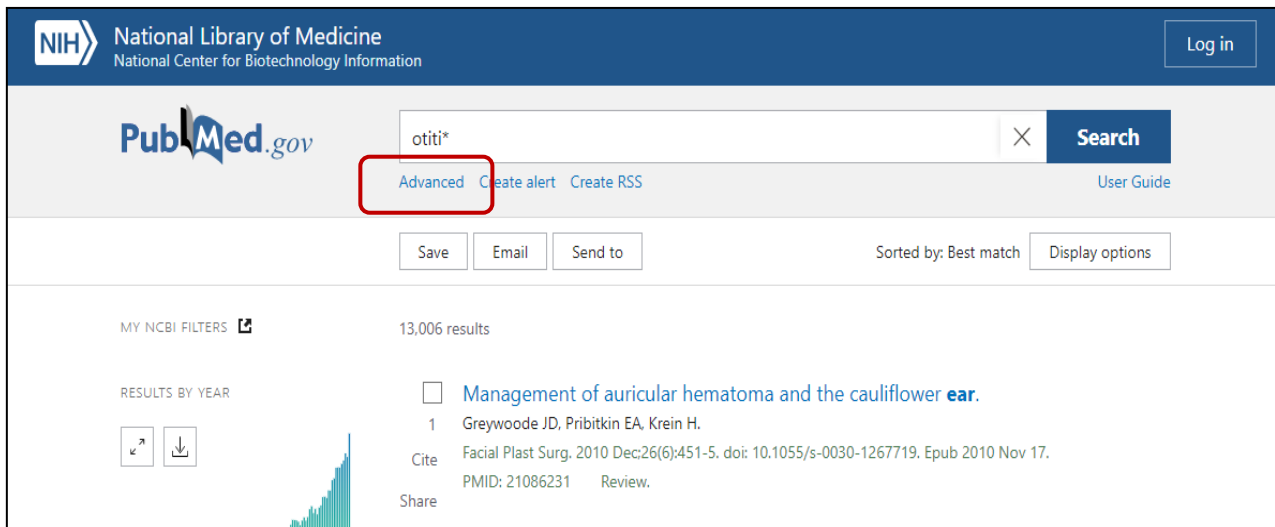 NIH
National Library of Medicine
National Center for Biotechnology Information
Log in
PubMed.gov
otiti*
Search
Advanced Create alert Create RSS
User Guide
Save Email Send to
Sorted by: Best match Display options
MY NCBI FILTERS
13,006 results
RESULTS BY YEAR
Management of auricular hematoma and the cauliflower ear.
1 Greywoode JD, Pribitkin EA, Krein H.
Cite Facial Plast Surg. 2010 Dec;26(6):451-5. doi: 10.1055/s-0030-1267719. Epub 2010 Nov 17.
PMID: 21086231 Review.
Share